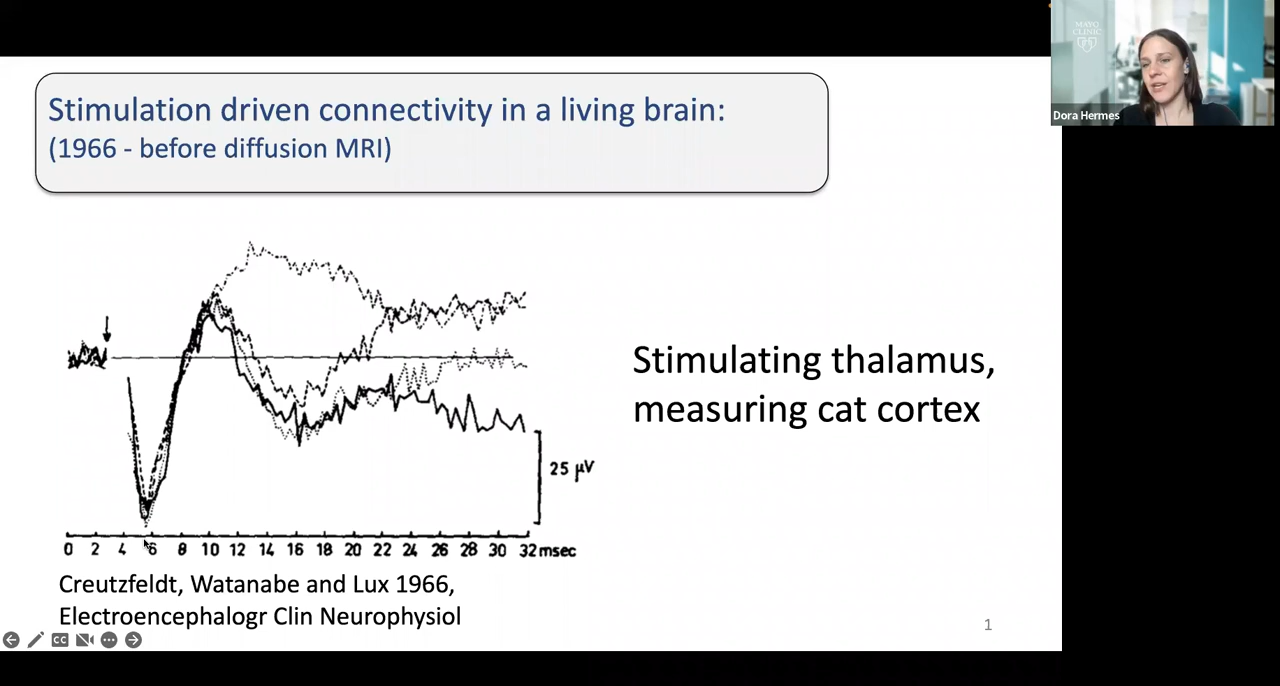 MAYO
CLINIC
Dora Hermes
Stimulation driven connectivity in a living brain:
(1966 - before diffusion MRI)
Stimulating thalamus,
measuring cat cortex
25 μV
0 2 4 6 8 10 12 14 16 18 20 22 24 26 28 30 32 msec
Creutzfeldt, Watanabe and Lux 1966,
Electroencephalogr Clin Neurophysiol
CC
1